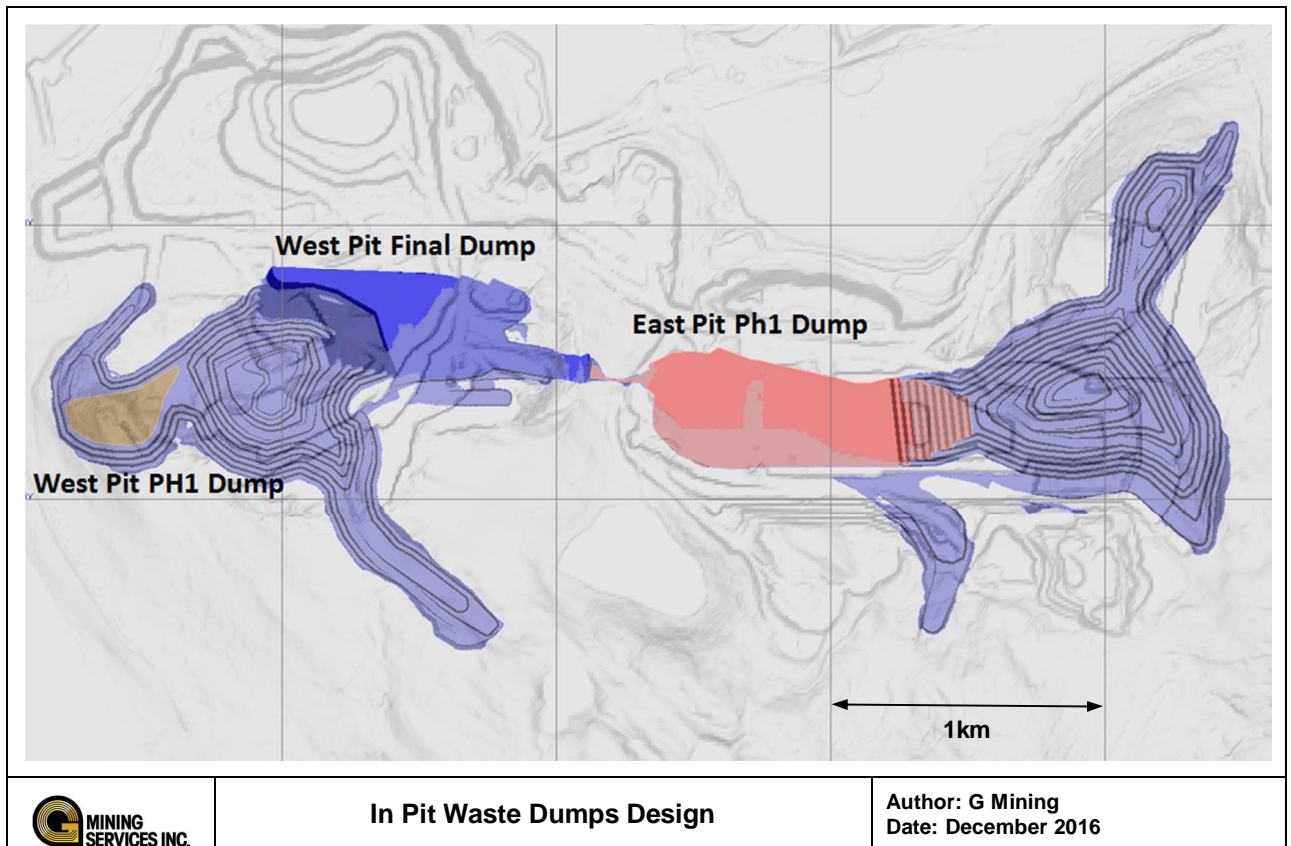 West Pit Final Dump
East Pit Ph1 Dump
West Pit PH1 Dump
1km
MINING
SERVICES INC.
In Pit Waste Dumps Design
Author: G Mining
Date: December 2016